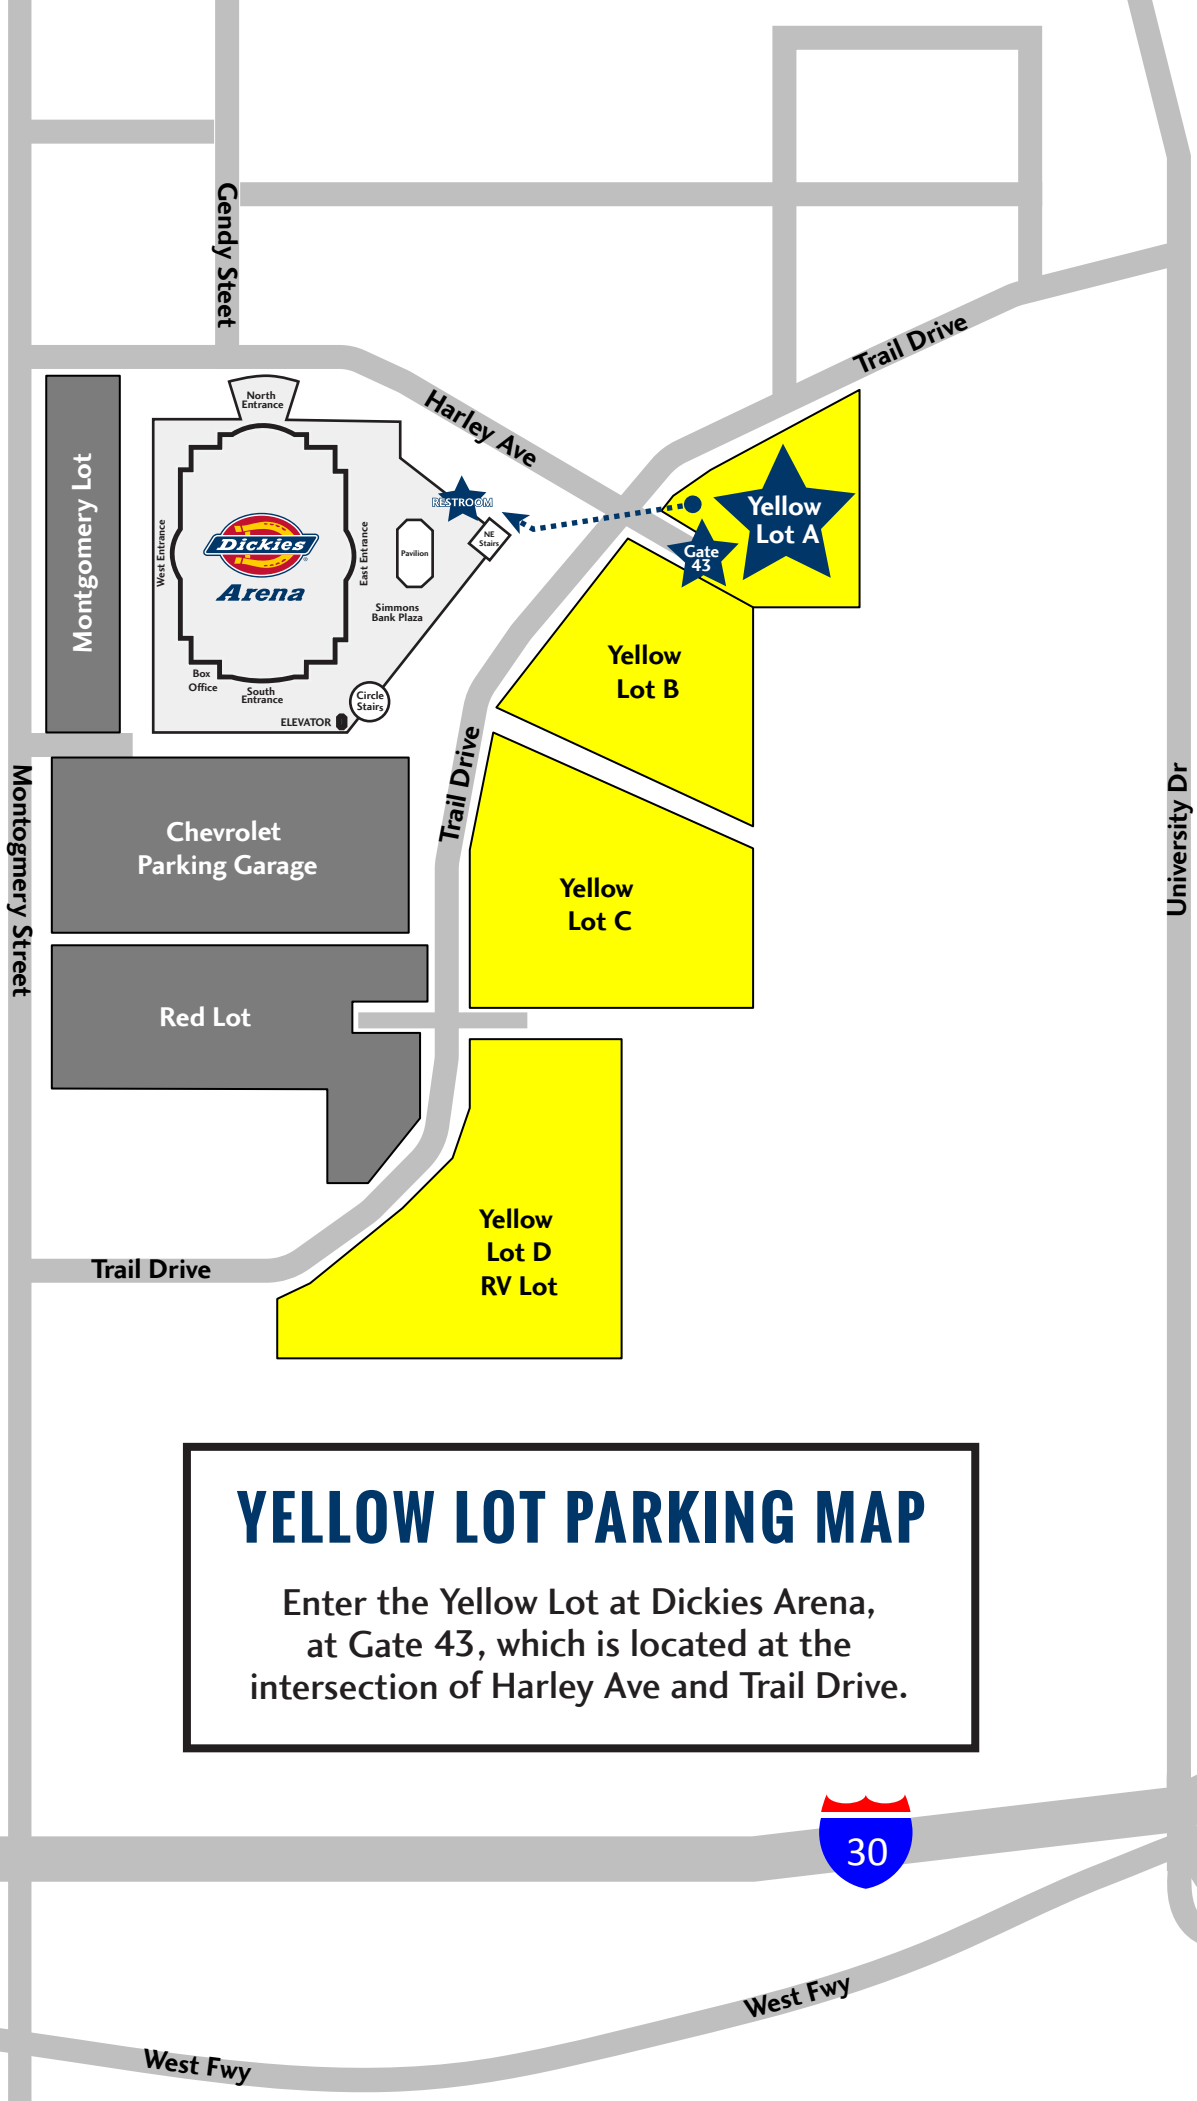 Gendy Steet
Trail Drive
Harley Ave
North
Entrance
Montgomery Lot
RESTROOM
Yellow
Lot A
NE
Stairs
Gate
43
West Entrance
Dickies
®
Arena
East Entrance
Pavilion
Simmons
Bank Plaza
Yellow
Lot B
Box
Office
South
Entrance
Circle
Stairs
ELEVATOR
Trail Drive
Montogmery Street
University Dr
Chevrolet
Parking Garage
Yellow
Lot C
Red Lot
Yellow
Lot D
RV Lot
Trail Drive
YELLOW LOT PARKING MAP
Enter the Yellow Lot at Dickies Arena,
at Gate 43, which is located at the
intersection of Harley Ave and Trail Drive.
30
West Fwy
West Fwy